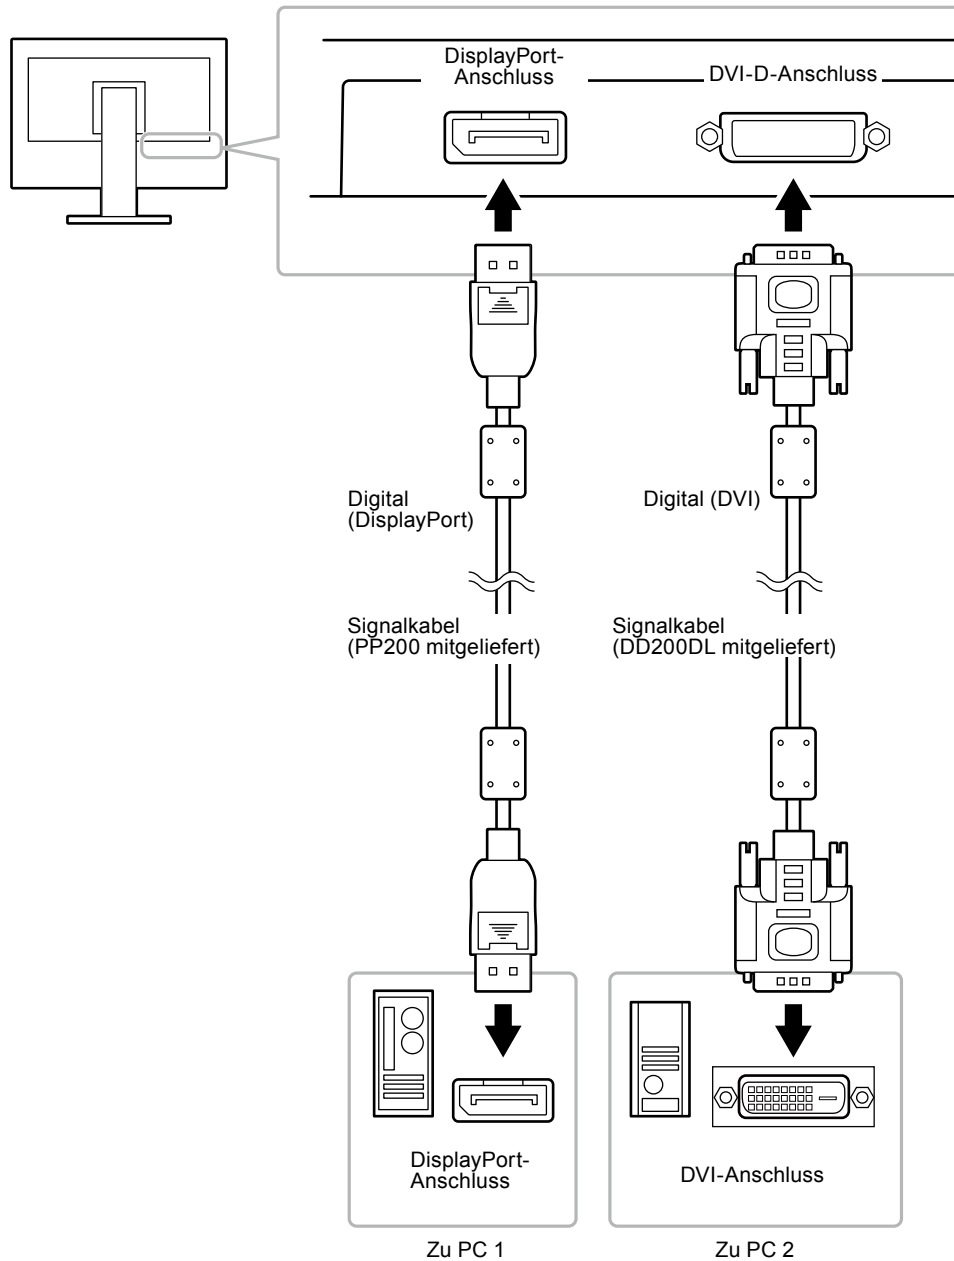 DisplayPort-
Anschluss
DVI-D-Anschluss
Digital
(DisplayPort)
Digital (DVI)
Signalkabel
(PP200 mitgeliefert)
Signalkabel
(DD200DL mitgeliefert)
DisplayPort-
Anschluss
DVI-Anschluss
Zu PC 1
Zu PC 2